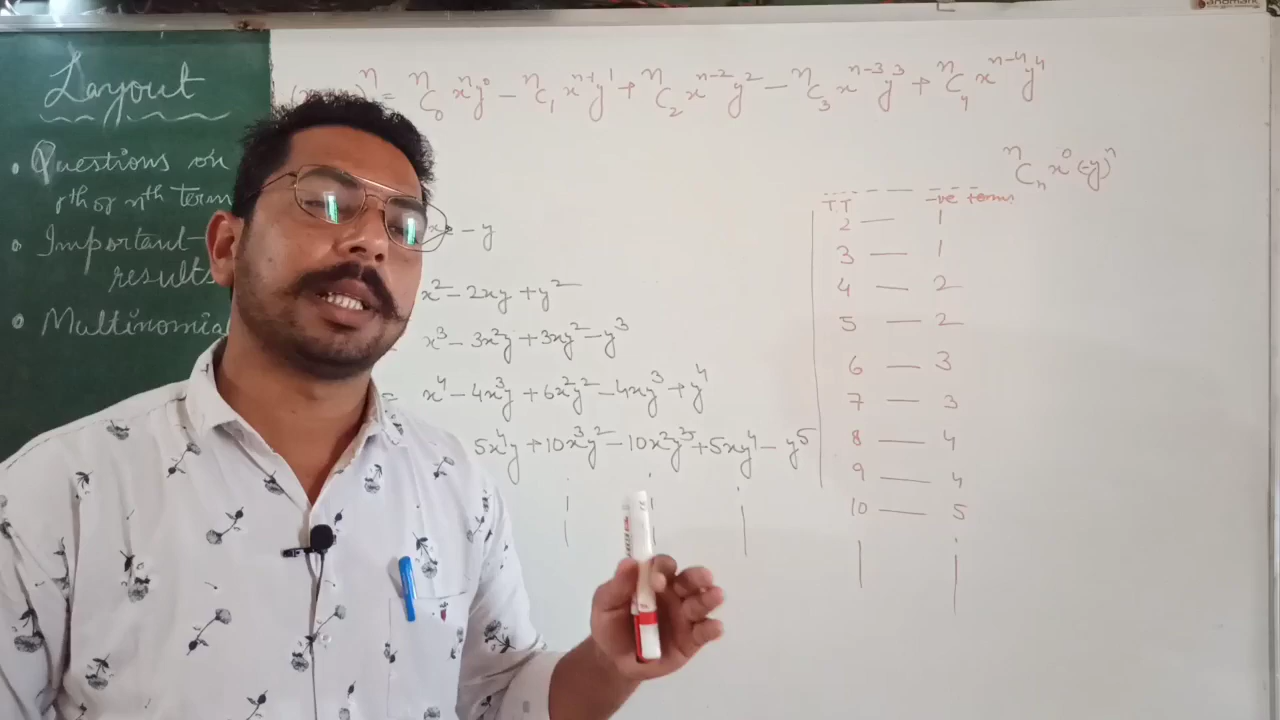 Layout
• Questions on
rth or nth term
• Important
results
• Multinomia
)ⁿ = ⁿC₀ xⁿy⁰ − ⁿC₁ xⁿ⁻¹y¹ + ⁿC₂ xⁿ⁻²y² − ⁿC₃ xⁿ⁻³y³ + ⁿC₄ xⁿ⁻⁴y⁴
ⁿCₙ x⁰ (-y)ⁿ
x − y
x² − 2xy + y²
= x³ − 3x²y + 3xy² − y³
= x⁴ − 4x³y + 6x²y² − 4xy³ + y⁴
5x⁴y + 10x³y² − 10x²y³ + 5xy⁴ − y⁵
TT -ve terms
2 — 1
3 — 1
4 — 2
5 — 2
6 — 3
7 — 3
8 — 4
9 — 4
10 — 5